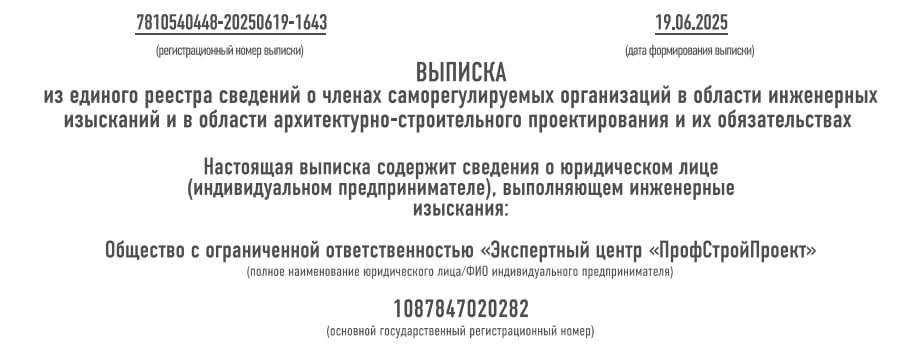 7810540448-20250619-1643 19.06.2025
(регистрационный номер выписки) (дата формирования выписки)
ВЫПИСКА
из единого реестра сведений о членах саморегулируемых организаций в области инженерных
изысканий и в области архитектурно-строительного проектирования и их обязательствах
Настоящая выписка содержит сведения о юридическом лице
(индивидуальном предпринимателе), выполняющем инженерные
изыскания:
Общество с ограниченной ответственностью «Экспертный центр «ПрофСтройПроект»
(полное наименование юридического лица/ФИО индивидуального предпринимателя)
1087847020282
(основной государственный регистрационный номер)